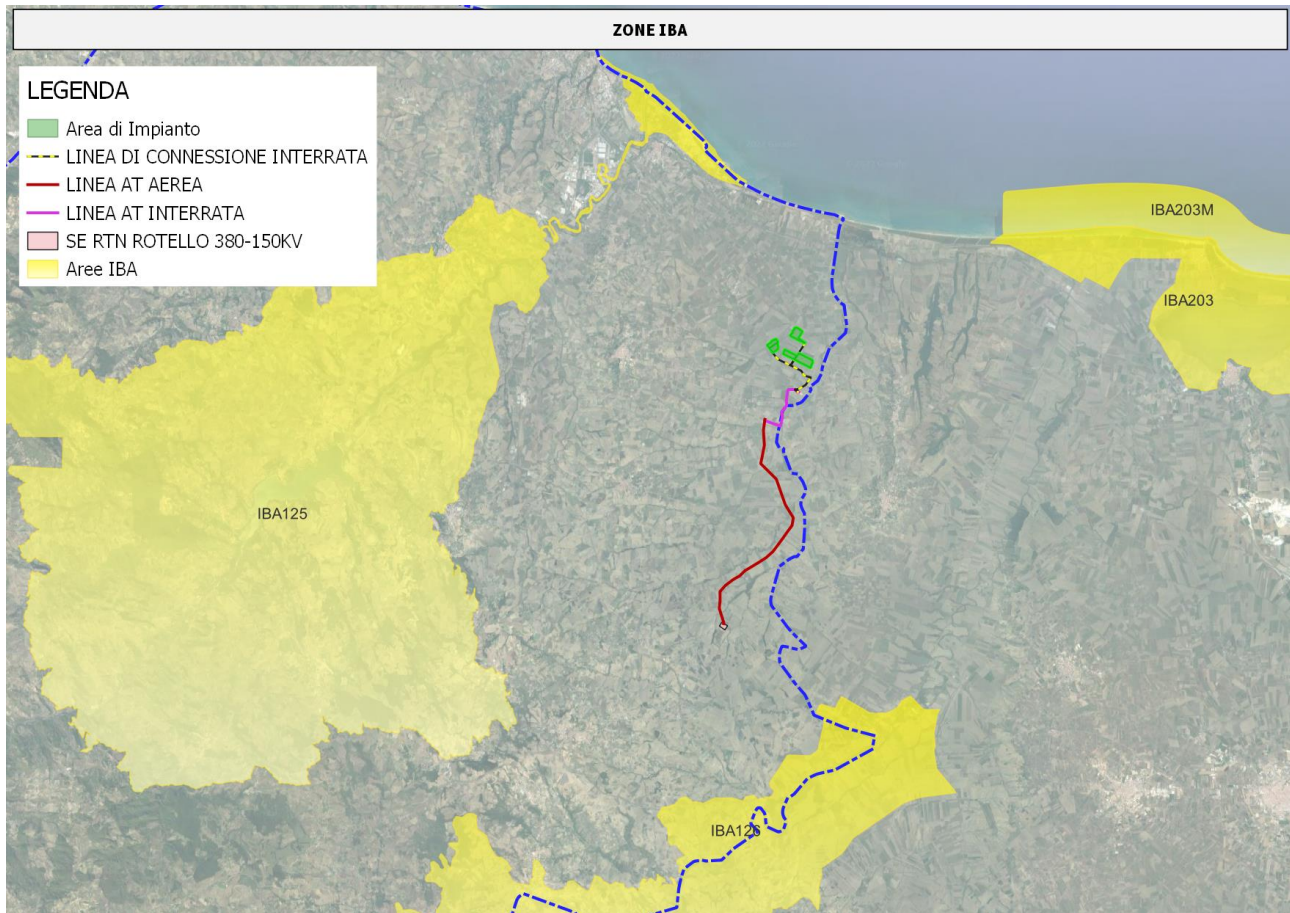 ZONE IBA
LEGENDA
Area di Impianto
LINEA DI CONNESSIONE INTERRATA
LINEA AT AEREA
LINEA AT INTERRATA
SE RTN ROTELLO 380-150KV
Aree IBA
IBA203M
IBA203
IBA125
IBA126